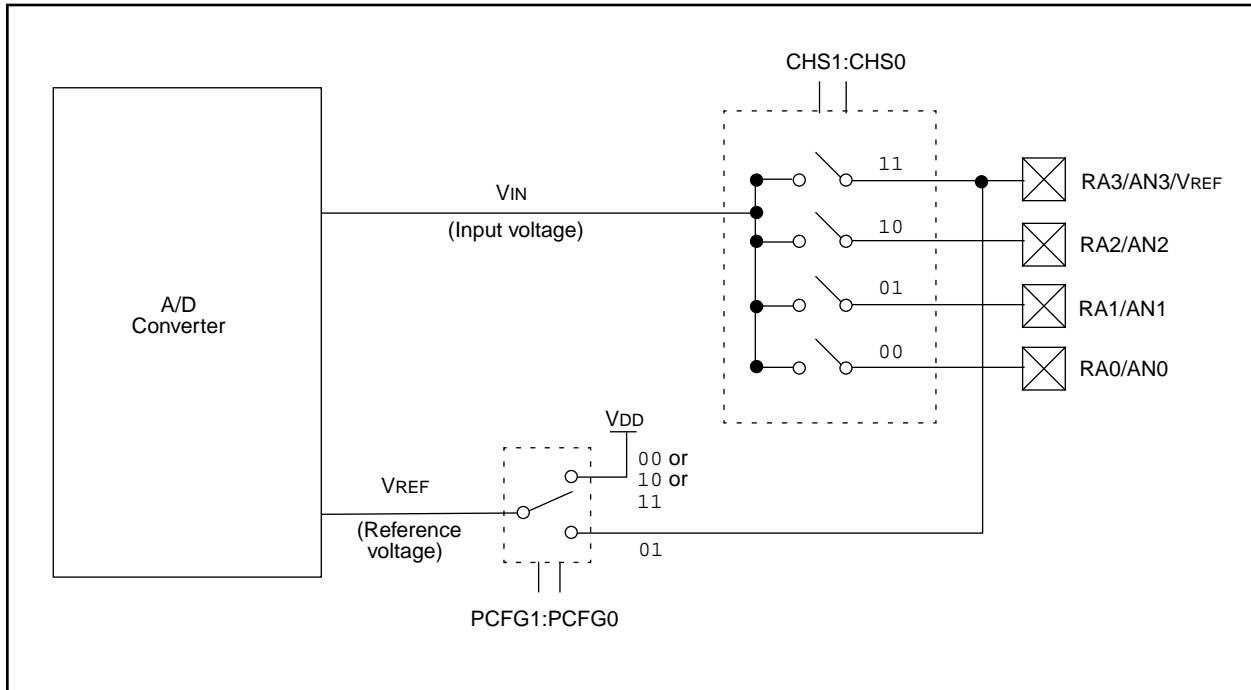 CHS1:CHS0
11
RA3/AN3/VREF
VIN
(Input voltage)
10
RA2/AN2
A/D
Converter
01
RA1/AN1
00
RA0/AN0
VDD
00 or
10 or
11
VREF
(Reference
voltage)
01
PCFG1:PCFG0